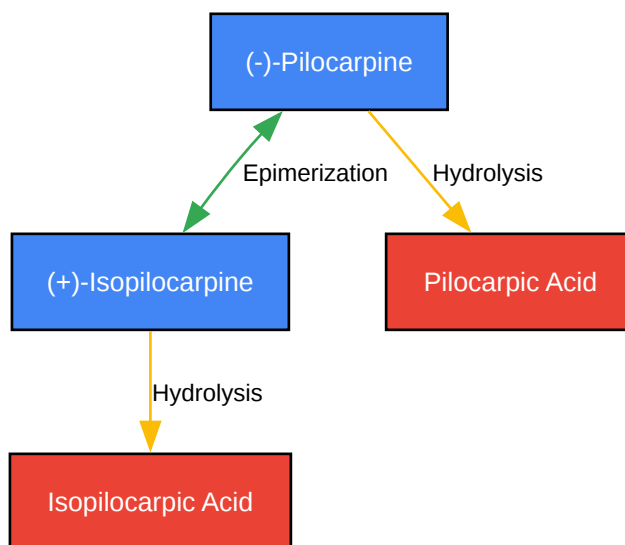 (-)-Pilocarpine
Epimerization
Hydrolysis
(+)-Isopilocarpine
Pilocarpic Acid
Hydrolysis
Isopilocarpic Acid